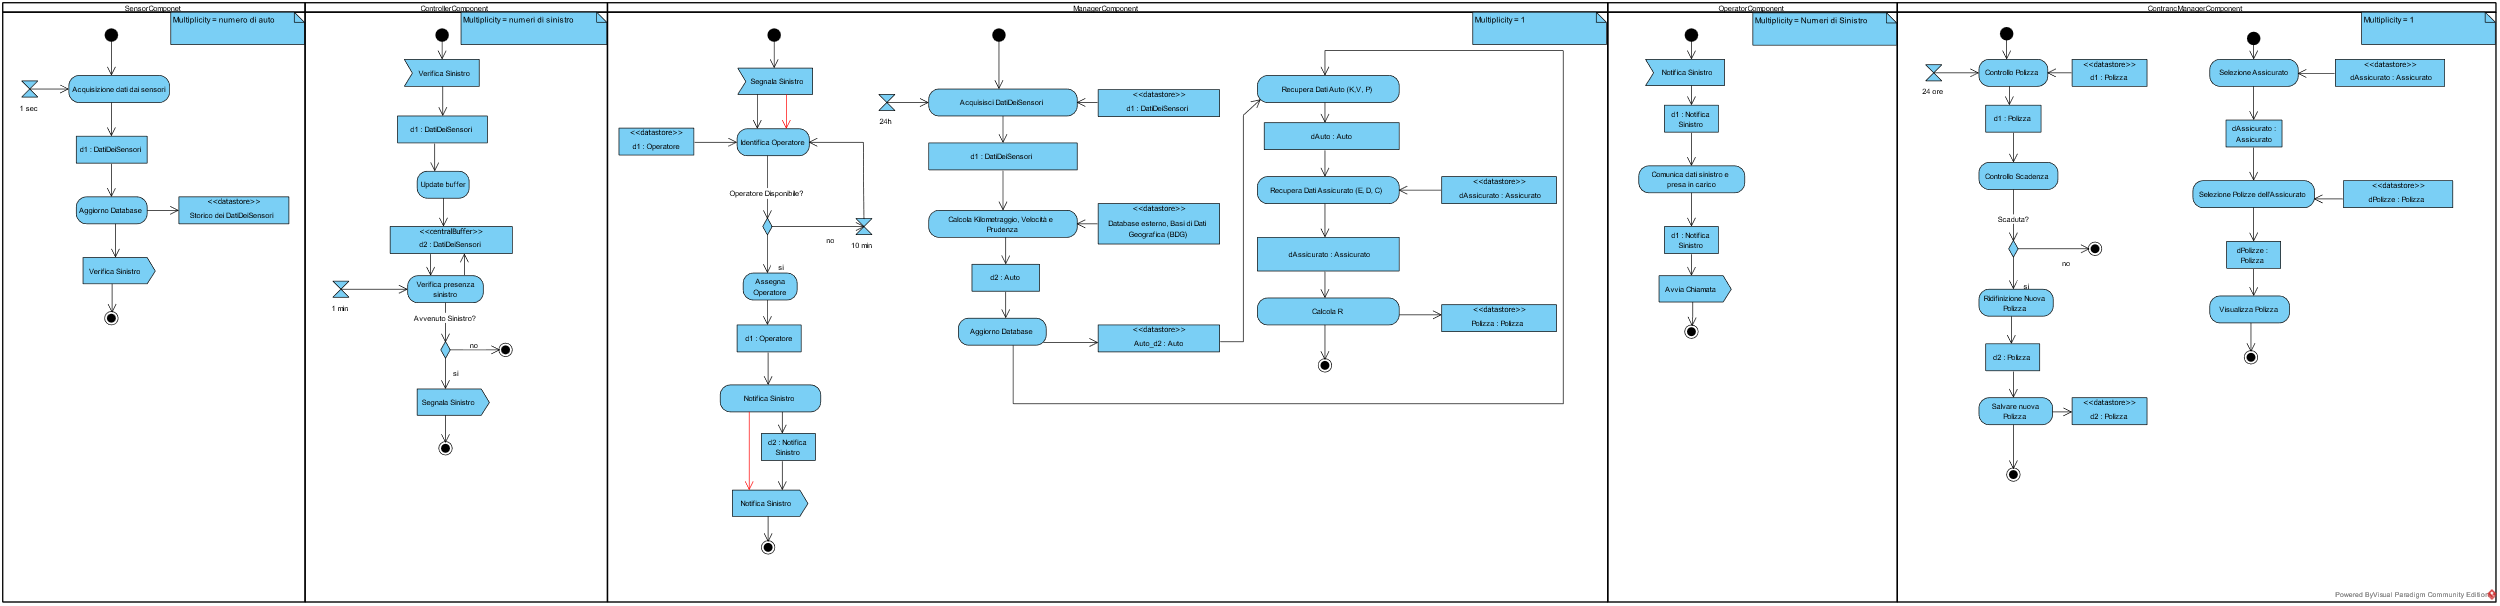 SensorComponet
Multiplicity = numero di auto
Acquisizione dati dai sensori
1 sec
d1 : DatiDeiSensori
Aggiorno Database
<<datastore>>
Storico dei DatiDeiSensori
Verifica Sinistro
ControllerComponent
Multiplicity = numeri di sinistro
Verifica Sinistro
d1 : DatiDeiSensori
Update buffer
<<centralBuffer>>
d2 : DatiDeiSensori
Verifica presenza
sinistro
1 min
Avvenuto Sinistro?
no
si
Segnala Sinistro
ManagerComponent
Multiplicity = 1
Segnala Sinistro
<<datastore>>
d1 : Operatore
Identifica Operatore
Operatore Disponibile?
no
10 min
si
Assegna
Operatore
d1 : Operatore
Notifica Sinistro
d2 : Notifica
Sinistro
Notifica Sinistro
24h
Acquisisci DatiDeiSensori
<<datastore>>
d1 : DatiDeiSensori
d1 : DatiDeiSensori
Calcola Kilometraggio, Velocità e
Prudenza
<<datastore>>
Database esterno, Basi di Dati
Geografica (BDG)
d2 : Auto
Aggiorno Database
<<datastore>>
Auto_d2 : Auto
Recupera Dati Auto (K,V, P)
dAuto : Auto
Recupera Dati Assicurato (E, D, C)
<<datastore>>
dAssicurato : Assicurato
dAssicurato : Assicurato
Calcola R
<<datastore>>
Polizza : Polizza
OperatorComponent
Multiplicity = Numeri di Sinistro
Notifica Sinistro
d1 : Notifica
Sinistro
Comunica dati sinistro e
presa in carico
d1 : Notifica
Sinistro
Avvia Chiamata
ContrancManagerComponent
Multiplicity = 1
Controllo Polizza
24 ore
<<datastore>>
d1 : Polizza
d1 : Polizza
Controllo Scadenza
Scaduta?
no
si
Ridifinizione Nuova
Polizza
d2 : Polizza
Salvare nuova
Polizza
<<datastore>>
d2 : Polizza
Selezione Assicurato
<<datastore>>
dAssicurato : Assicurato
dAssicurato :
Assicurato
Selezione Polizze dell'Assicurato
<<datastore>>
dPolizze : Polizza
dPolizze :
Polizza
Visualizza Polizza
Powered ByVisual Paradigm Community Edition